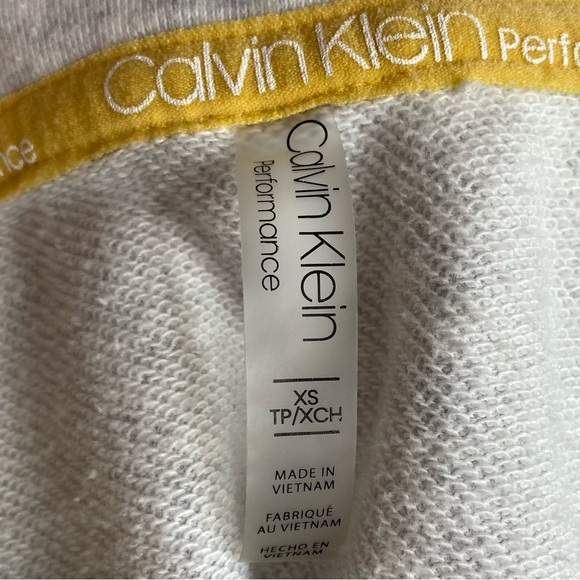 Calvin Klein Perfo
nce
Calvin Klein
Performance
XS
TP/XCH
MADE IN
VIETNAM
FABRIQUÉ
AU VIETNAM
HECHO EN
VIETNAM